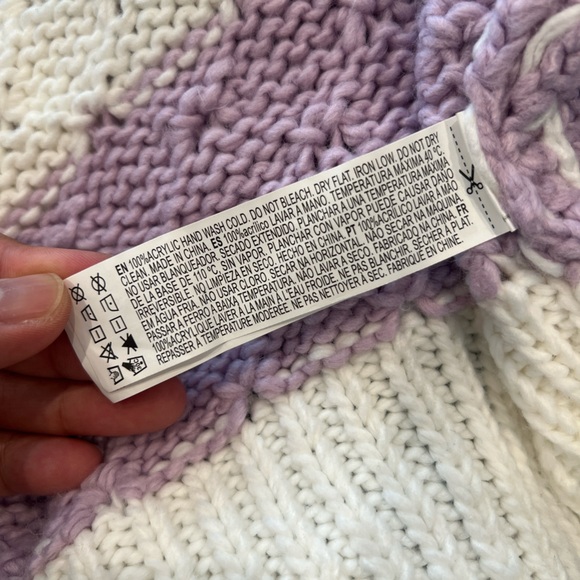 EN 100%ACRYLIC HAND WASH COLD. DO NOT BLEACH. DRY FLAT. IRON LOW. DO NOT DRY
CLEAN. MADE IN CHINA. ES 100%acrílico LAVAR A MANO. TEMPERATURA MÁXIMA 40 ºC.
NO USAR BLANQUEADOR. SECADO EXTENDIDO. PLANCHAR A UNA TEMPERATURA MÁXIMA
DE LA BASE DE 110 ºC, SIN VAPOR. PLANCHAR CON VAPOR PUEDE CAUSAR DAÑO
IRREVERSIBLE. NO LIMPIEZA EN SECO. HECHO EN CHINA. PT 100%ACRÍLICO LAVAR À MÃO
EM ÁGUA FRIA. NÃO USAR CLORO. SECAR NA HORIZONTAL. NÃO SECAR NA MAQUINA.
PASSAR A FERRO A BAIXA TEMPERATURA. NÃO LAVAR A SECO. FABRICADO NA CHINA. FR
100%ACRYLIQUE LAVER À LA MAIN À L'EAU FROIDE. NE PAS BLANCHIR. SÉCHER À PLAT.
REPASSER À TEMPÉRATURE MODÉRÉE. NE PAS NETTOYER À SEC. FABRIQUÉ EN CHINE.